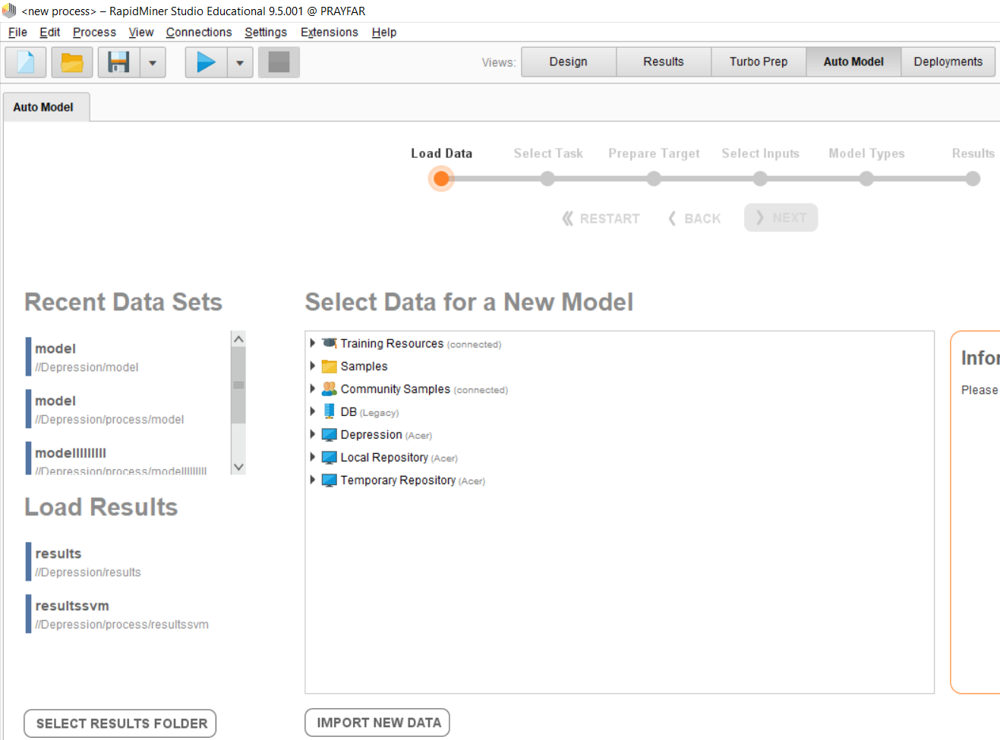 <new process> – RapidMiner Studio Educational 9.5.001 @ PRAYFAR
File Edit Process View Connections Settings Extensions Help
Views: Design Results Turbo Prep Auto Model Deployments
Auto Model
Load Data Select Task Prepare Target Select Inputs Model Types Results
RESTART BACK NEXT
Recent Data Sets
model
//Depression/model
model
//Depression/process/model
modelllllllll
//Depression/process/modelllllllll
Load Results
results
//Depression/results
resultssvm
//Depression/process/resultssvm
SELECT RESULTS FOLDER
Select Data for a New Model
Training Resources (connected)
Samples
Community Samples (connected)
DB (Legacy)
Depression (Acer)
Local Repository (Acer)
Temporary Repository (Acer)
IMPORT NEW DATA
Infor
Please